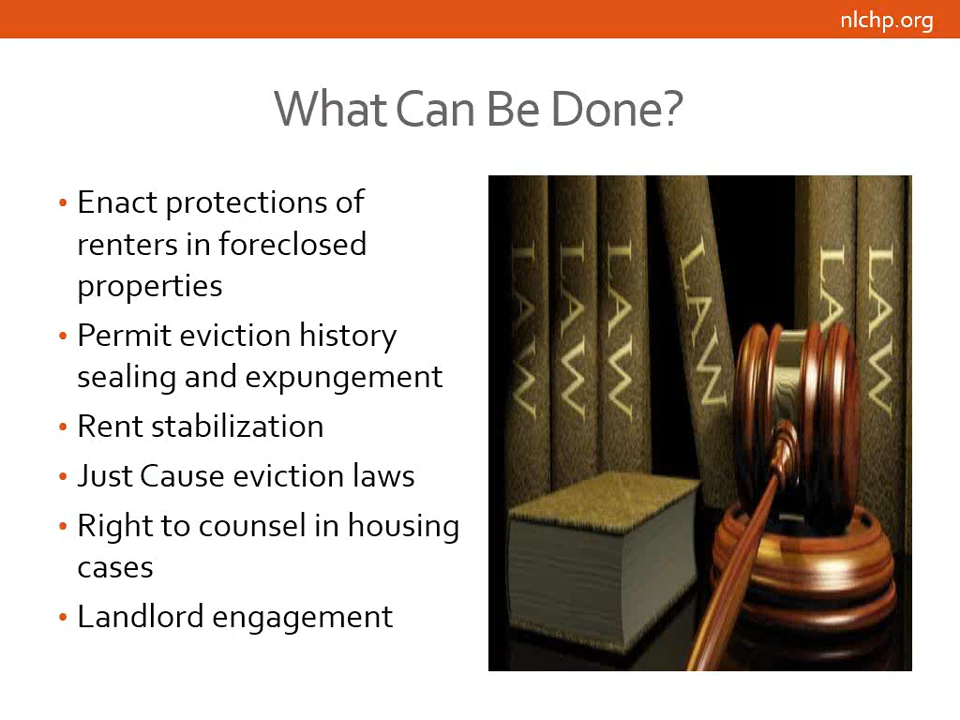 nlchp.org
What Can Be Done?
• Enact protections of
renters in foreclosed
properties
• Permit eviction history
sealing and expungement
• Rent stabilization
• Just Cause eviction laws
• Right to counsel in housing
cases
• Landlord engagement
LAW
LAW
LAW
LAW
LAW
LAW